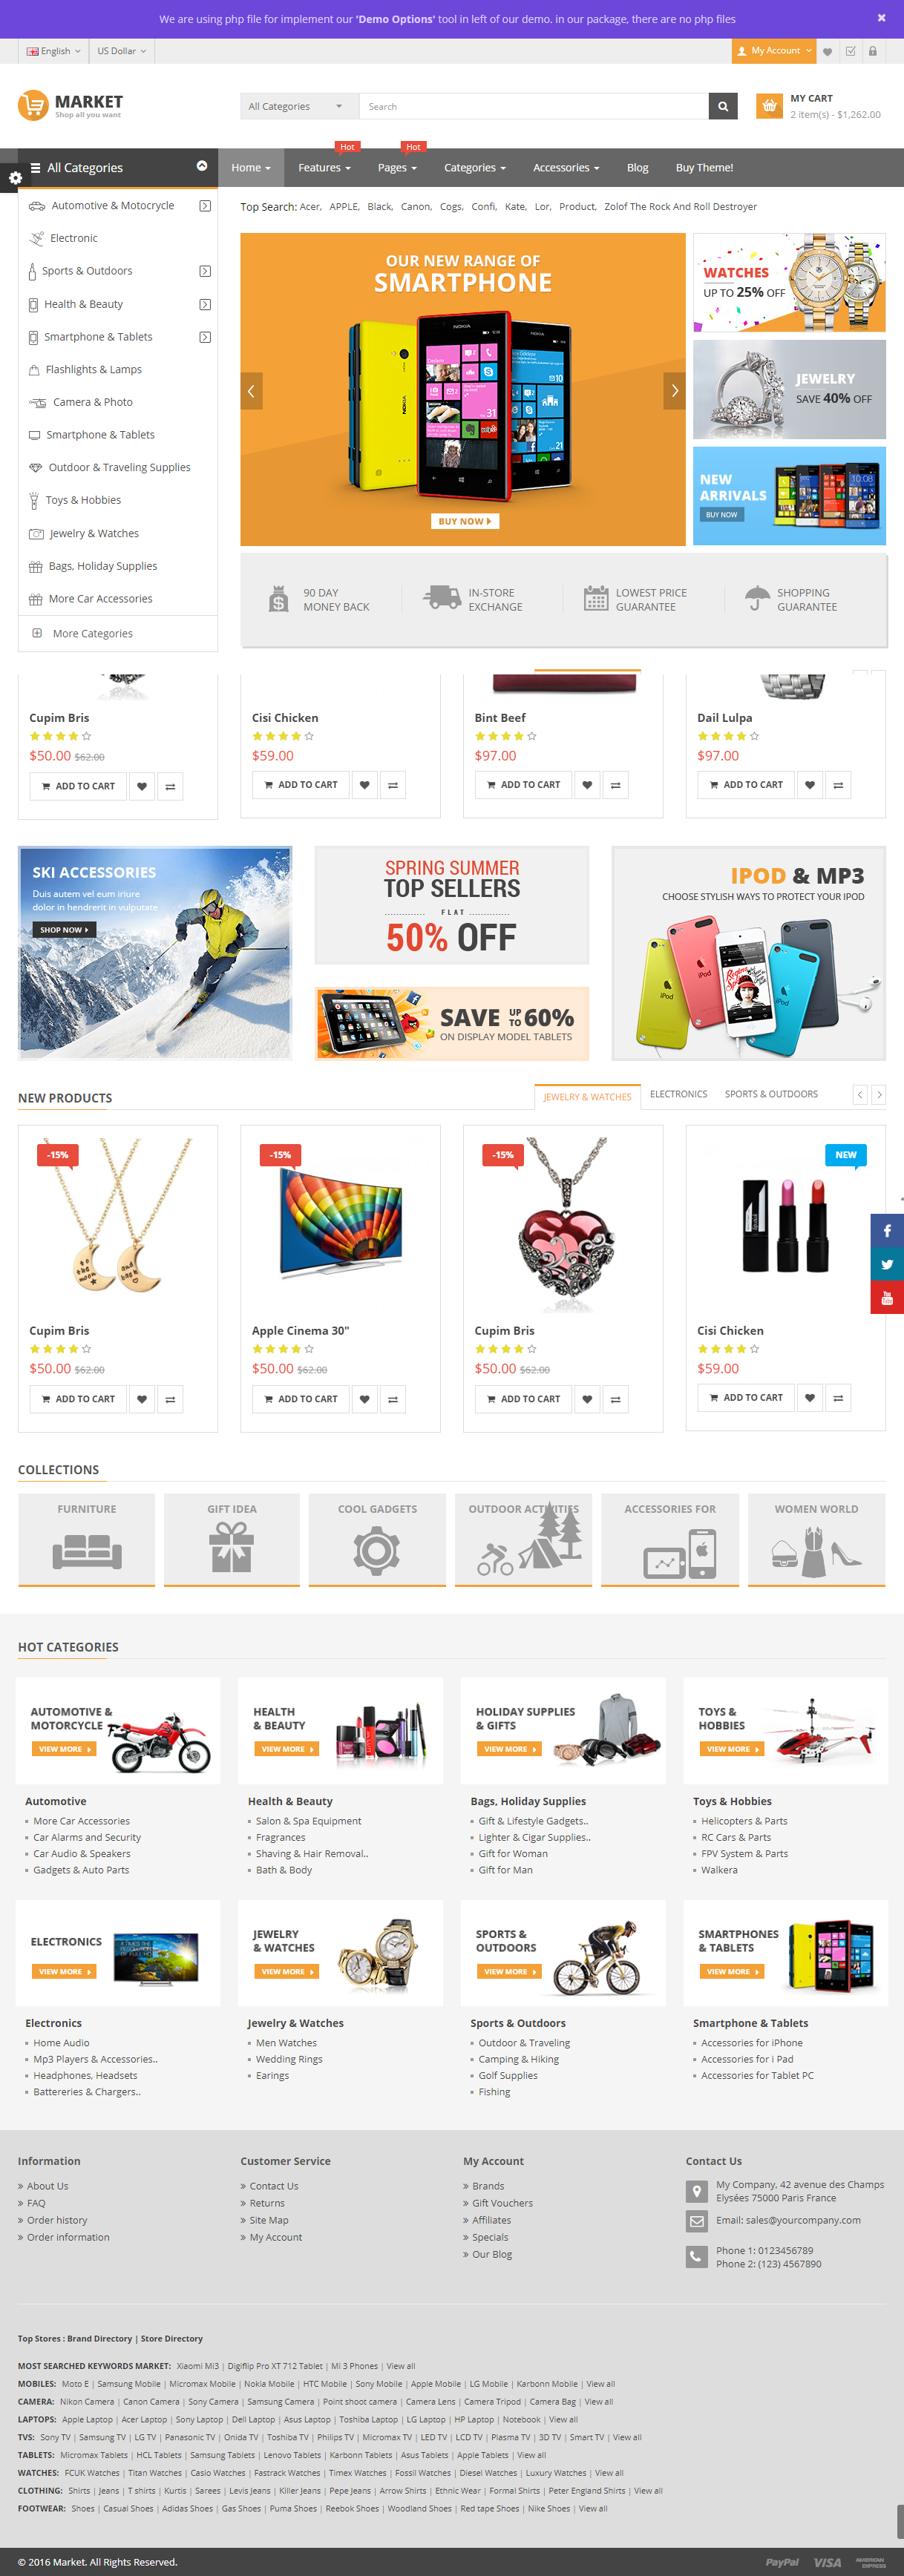 We are using php file for implement our 'Demo Options' tool in left of our demo. in our package, there are no php files
English US Dollar My Account
MARKET
Shop all you want
All Categories Search
MY CART
2 item(s) - $1,262.00
Hot Hot
All Categories Home Features Pages Categories Accessories Blog Buy Theme!
Top Search: Acer, APPLE, Black, Canon, Cogs, Confi, Kate, Lor, Product, Zolof The Rock And Roll Destroyer
Automotive & Motocrycle
Electronic
Sports & Outdoors
Health & Beauty
Smartphone & Tablets
Flashlights & Lamps
Camera & Photo
Smartphone & Tablets
Outdoor & Traveling Supplies
Toys & Hobbies
Jewelry & Watches
Bags, Holiday Supplies
More Car Accessories
More Categories
OUR NEW RANGE OF
SMARTPHONE
NOKIA
BUY NOW
WATCHES
UP TO 25% OFF
JEWELRY
SAVE 40% OFF
NEW
ARRIVALS
BUY NOW
90 DAY
MONEY BACK
IN-STORE
EXCHANGE
LOWEST PRICE
GUARANTEE
SHOPPING
GUARANTEE
Cupim Bris
$50.00 $62.00
ADD TO CART
Cisi Chicken
$59.00
ADD TO CART
Bint Beef
$97.00
ADD TO CART
Dail Lulpa
$97.00
ADD TO CART
SKI ACCESSORIES
Duis autem vel eum iriure
dolor in hendrerit in vulputate
SHOP NOW
SPRING SUMMER
TOP SELLERS
FLAT
50% OFF
SAVE UP TO 60%
ON DISPLAY MODEL TABLETS
IPOD & MP3
CHOOSE STYLISH WAYS TO PROTECT YOUR IPOD
iPod
iPod
iPod
NEW PRODUCTS
JEWELRY & WATCHES ELECTRONICS SPORTS & OUTDOORS
-15%
to the moon
and back
Cupim Bris
$50.00 $62.00
ADD TO CART
-15%
Apple Cinema 30"
$50.00 $62.00
ADD TO CART
-15%
Cupim Bris
$50.00 $62.00
ADD TO CART
NEW
Cisi Chicken
$59.00
ADD TO CART
COLLECTIONS
FURNITURE
GIFT IDEA
COOL GADGETS
OUTDOOR ACTIVITIES
ACCESSORIES FOR
WOMEN WORLD
HOT CATEGORIES
AUTOMOTIVE &
MOTORCYCLE
VIEW MORE
Automotive
More Car Accessories
Car Alarms and Security
Car Audio & Speakers
Gadgets & Auto Parts
HEALTH
& BEAUTY
VIEW MORE
Health & Beauty
Salon & Spa Equipment
Fragrances
Shaving & Hair Removal..
Bath & Body
HOLIDAY SUPPLIES
& GIFTS
VIEW MORE
Bags, Holiday Supplies
Gift & Lifestyle Gadgets..
Lighter & Cigar Supplies..
Gift for Woman
Gift for Man
TOYS &
HOBBIES
VIEW MORE
Toys & Hobbies
Helicopters & Parts
RC Cars & Parts
FPV System & Parts
Walkera
ELECTRONICS
VIEW MORE
Electronics
Home Audio
Mp3 Players & Accessories..
Headphones, Headsets
Battereries & Chargers..
JEWELRY
& WATCHES
VIEW MORE
Jewelry & Watches
Men Watches
Wedding Rings
Earings
SPORTS &
OUTDOORS
VIEW MORE
Sports & Outdoors
Outdoor & Traveling
Camping & Hiking
Golf Supplies
Fishing
SMARTPHONES
& TABLETS
VIEW MORE
Smartphone & Tablets
Accessories for iPhone
Accessories for i Pad
Accessories for Tablet PC
Information
About Us
FAQ
Order history
Order information
Customer Service
Contact Us
Returns
Site Map
My Account
My Account
Brands
Gift Vouchers
Affiliates
Specials
Our Blog
Contact Us
My Company, 42 avenue des Champs
Elysées 75000 Paris France
Email: sales@yourcompany.com
Phone 1: 0123456789
Phone 2: (123) 4567890
Top Stores : Brand Directory | Store Directory
MOST SEARCHED KEYWORDS MARKET: Xiaomi Mi3 | Digiflip Pro XT 712 Tablet | Mi 3 Phones | View all
MOBILES: Moto E | Samsung Mobile | Micromax Mobile | Nokia Mobile | HTC Mobile | Sony Mobile | Apple Mobile | LG Mobile | Karbonn Mobile | View all
CAMERA: Nikon Camera | Canon Camera | Sony Camera | Samsung Camera | Point shoot camera | Camera Lens | Camera Tripod | Camera Bag | View all
LAPTOPS: Apple Laptop | Acer Laptop | Sony Laptop | Dell Laptop | Asus Laptop | Toshiba Laptop | LG Laptop | HP Laptop | Notebook | View all
TVS: Sony TV | Samsung TV | LG TV | Panasonic TV | Onida TV | Toshiba TV | Philips TV | Micromax TV | LED TV | LCD TV | Plasma TV | 3D TV | Smart TV | View all
TABLETS: Micromax Tablets | HCL Tablets | Samsung Tablets | Lenovo Tablets | Karbonn Tablets | Asus Tablets | Apple Tablets | View all
WATCHES: FCUK Watches | Titan Watches | Casio Watches | Fastrack Watches | Timex Watches | Fossil Watches | Diesel Watches | Luxury Watches | View all
CLOTHING: Shirts | Jeans | T shirts | Kurtis | Sarees | Levis Jeans | Killer Jeans | Pepe Jeans | Arrow Shirts | Ethnic Wear | Formal Shirts | Peter England Shirts | View all
FOOTWEAR: Shoes | Casual Shoes | Adidas Shoes | Gas Shoes | Puma Shoes | Reebok Shoes | Woodland Shoes | Red tape Shoes | Nike Shoes | View all
© 2016 Market. All Rights Reserved.
PayPal VISA AMERICAN EXPRESS